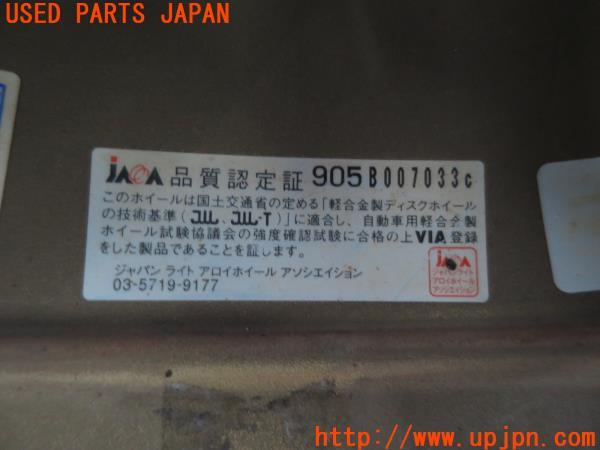 USED PARTS JAPAN
JAWA 品質認定証 905B007033c
このホイールは国土交通省の定める「軽合金製ディスクホイール
の技術基準(JWL、JWL-T)」に適合し、自動車用軽合金製
ホイール試験協議会の強度確認試験に合格の上VIA登録
をした製品であることを証します。
ジャパン ライト アロイホイール アソシエイション
03-5719-9177
JAWA
ジャパンライト
アロイホイール
アソシエイション
UPJ
http://www.upjpn.com/